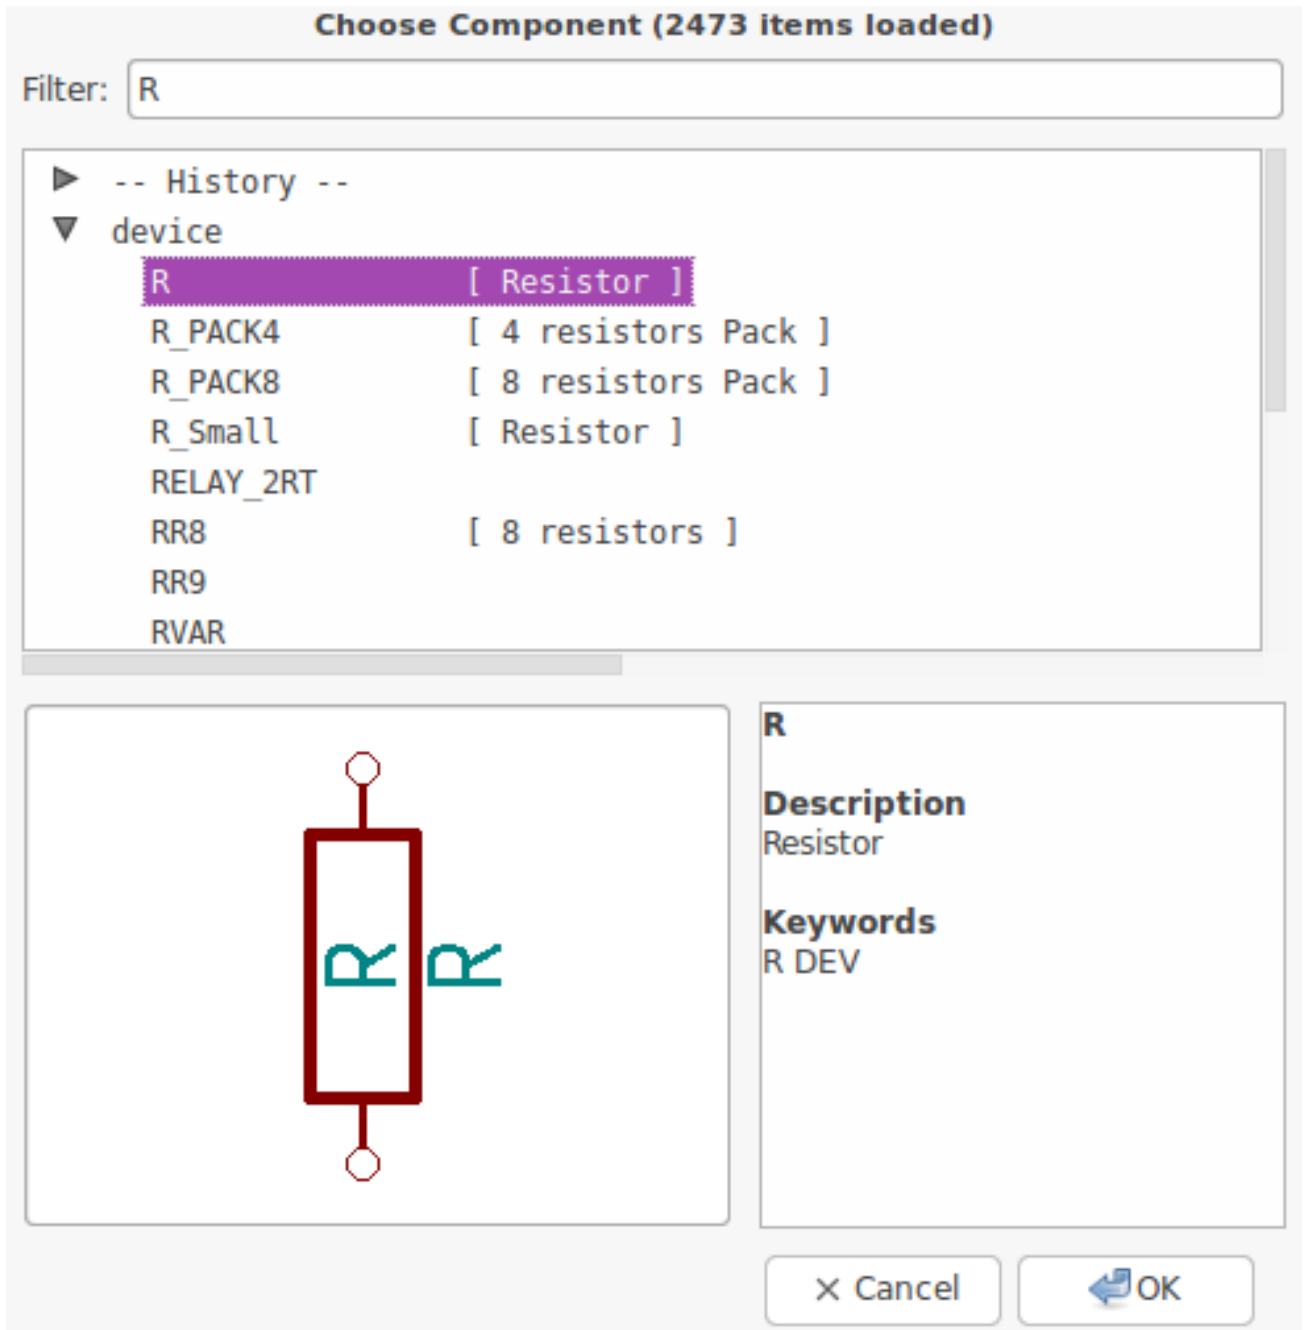 Choose Component (2473 items loaded)
Filter: R
-- History --
device
R [ Resistor ]
R_PACK4 [ 4 resistors Pack ]
R_PACK8 [ 8 resistors Pack ]
R_Small [ Resistor ]
RELAY_2RT
RR8 [ 8 resistors ]
RR9
RVAR
R R
R
Description
Resistor
Keywords
R DEV
Cancel OK